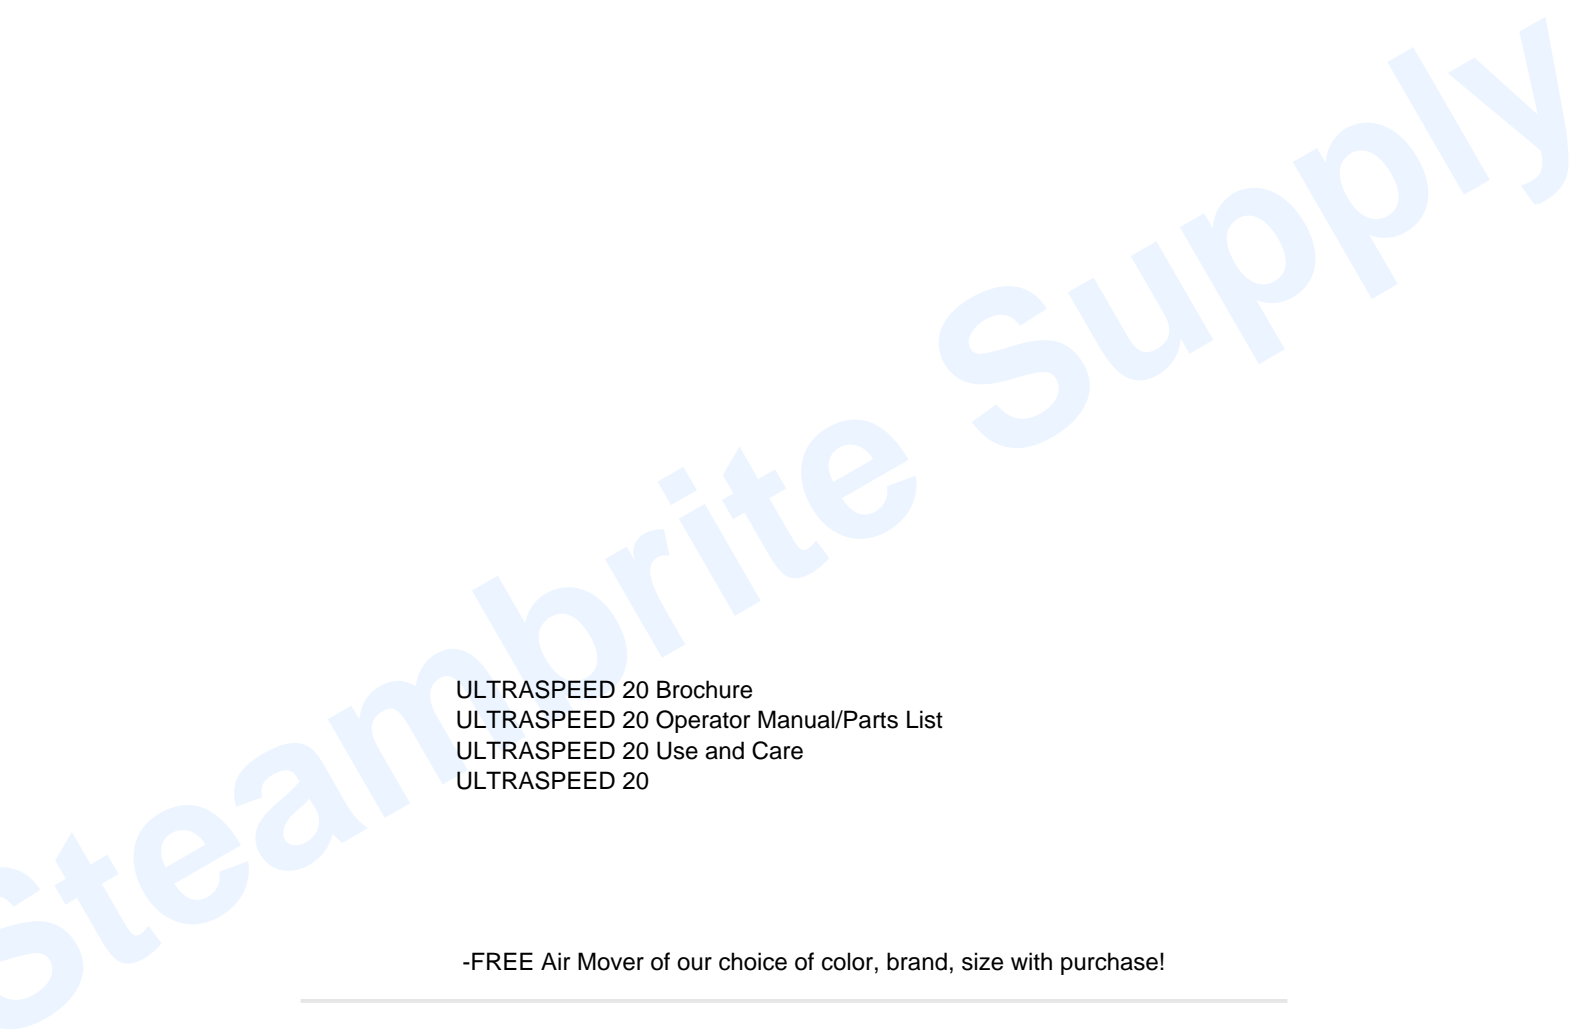 Steambrite Supply
ULTRASPEED 20 Brochure
ULTRASPEED 20 Operator Manual/Parts List
ULTRASPEED 20 Use and Care
ULTRASPEED 20
-FREE Air Mover of our choice of color, brand, size with purchase!